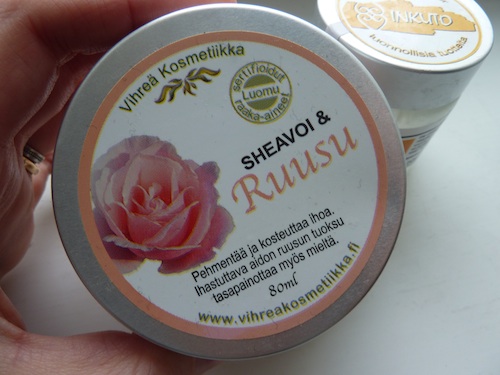 Vihreä Kosmetiikka
sertifioidut
Luomu
raaka-aineet
SHEAVOI &
Ruusu
Pehmentää ja kosteuttaa ihoa.
Ihastuttava aidon ruusun tuoksu
tasapainottaa myös mieltä.
80ml
www.vihreakosmetiikka.fi
INKUTO
luonnollisia tuotteita